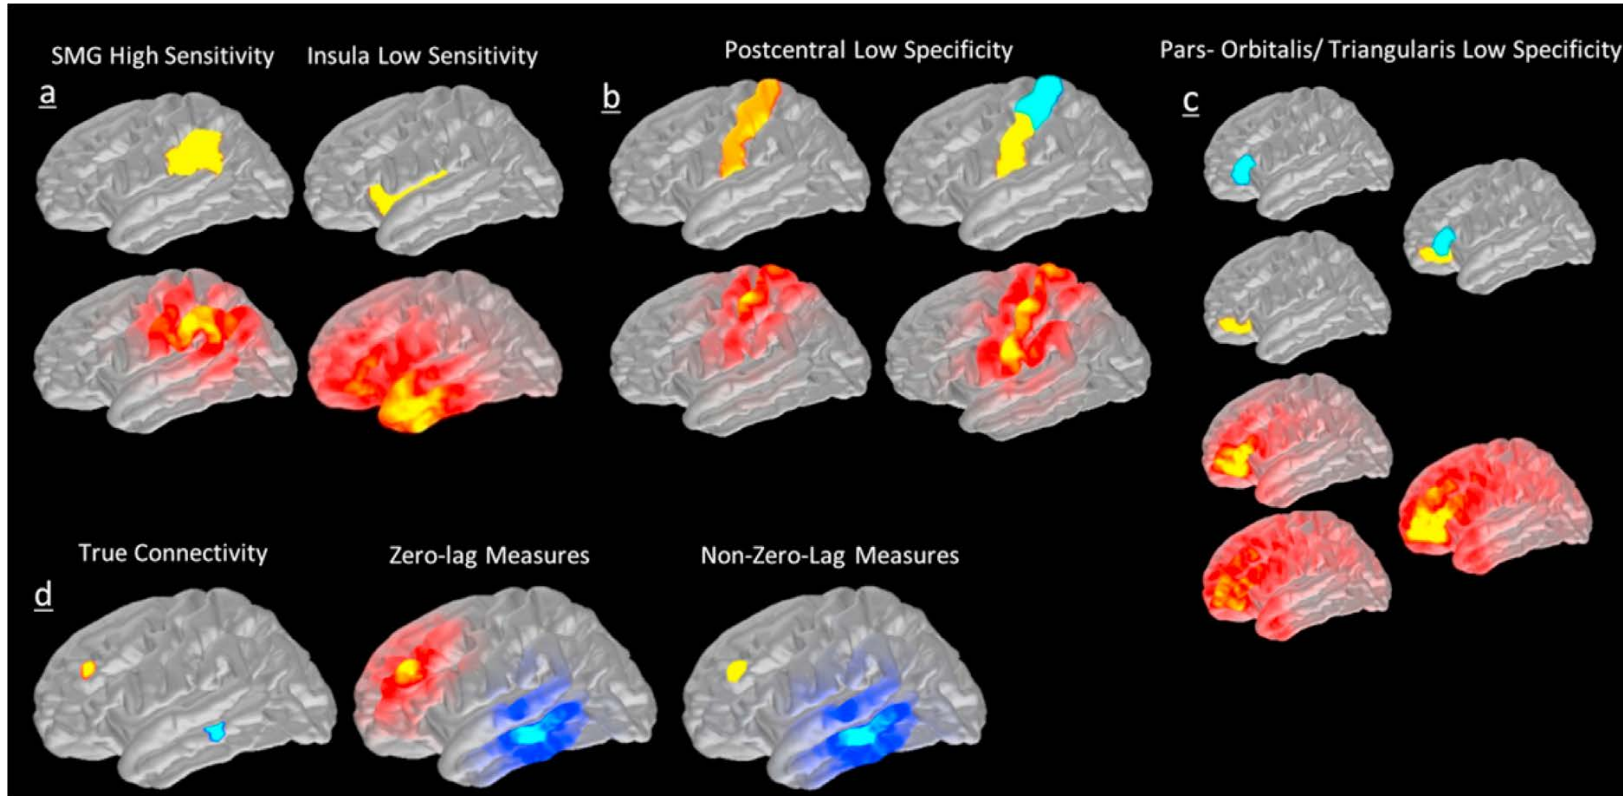 SMG High Sensitivity
Insula Low Sensitivity
Postcentral Low Specificity
Pars- Orbitalis/ Triangularis Low Specificity
a
b
c
True Connectivity
Zero-lag Measures
Non-Zero-Lag Measures
d